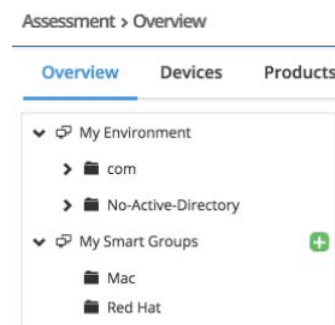 Assessment > Overview
Overview Devices Products
My Environment
com
No-Active-Directory
My Smart Groups
Mac
Red Hat